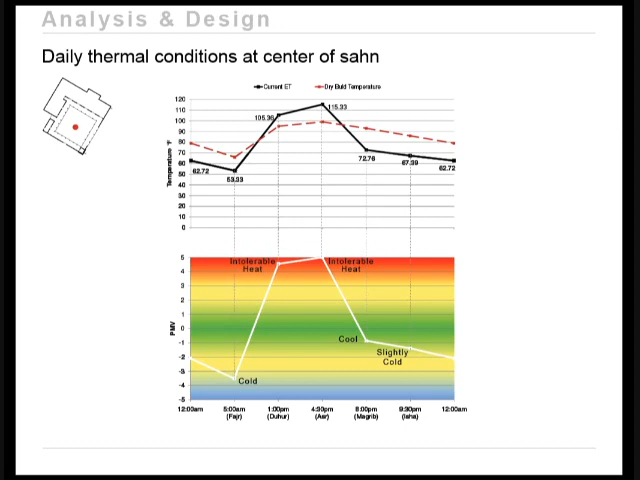 Analysis & Design
Daily thermal conditions at center of sahn
Current ET
Dry Buld Temperature
Temperature °F
120
110
100
90
80
70
60
50
40
30
20
10
0
62.72
53.33
105.36
115.33
72.76
67.39
62.72
PMV
5
4
3
2
1
0
-1
-2
-3
-4
-5
Intolerable
Heat
Intolerable
Heat
Cool
Slightly
Cold
Cold
12:00am
5:00am
(Fajr)
1:00pm
(Duhur)
4:30pm
(Asr)
8:00pm
(Magrib)
9:30pm
(Isha)
12:00am